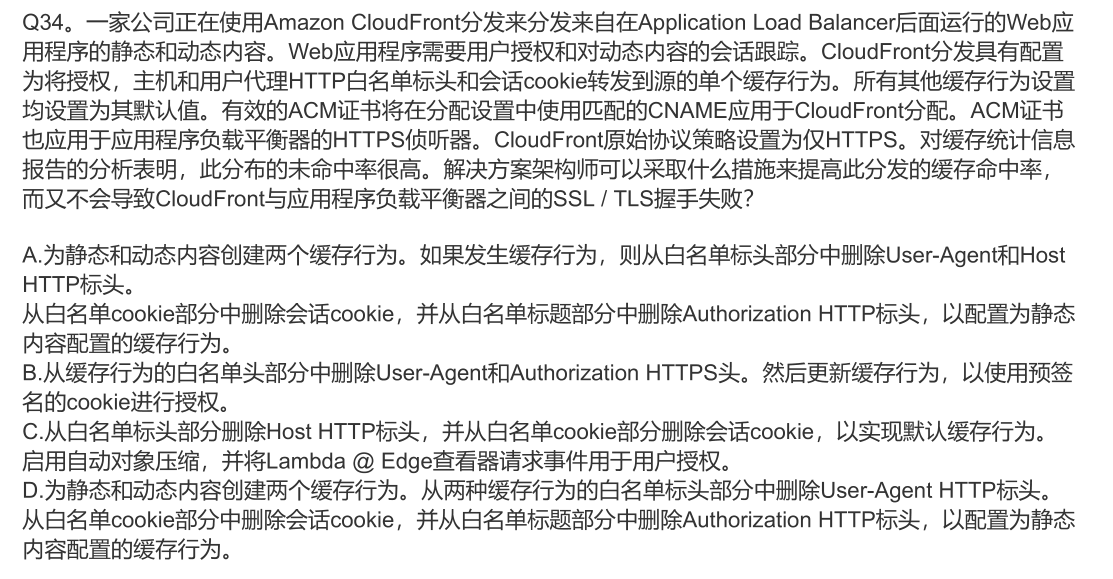 Q34。一家公司正在使用Amazon CloudFront分发来分发来自在Application Load Balancer后面运行的Web应
用程序的静态和动态内容。Web应用程序需要用户授权和对动态内容的会话跟踪。CloudFront分发具有配置
为将授权，主机和用户代理HTTP白名单标头和会话cookie转发到源的单个缓存行为。所有其他缓存行为设置
均设置为其默认值。有效的ACM证书将在分配设置中使用匹配的CNAME应用于CloudFront分配。ACM证书
也应用于应用程序负载平衡器的HTTPS侦听器。CloudFront原始协议策略设置为仅HTTPS。对缓存统计信息
报告的分析表明，此分布的未命中率很高。解决方案架构师可以采取什么措施来提高此分发的缓存命中率，
而又不会导致CloudFront与应用程序负载平衡器之间的SSL / TLS握手失败？
A.为静态和动态内容创建两个缓存行为。如果发生缓存行为，则从白名单标头部分中删除User-Agent和Host
HTTP标头。
从白名单cookie部分中删除会话cookie，并从白名单标题部分中删除Authorization HTTP标头，以配置为静态
内容配置的缓存行为。
B.从缓存行为的白名单头部分中删除User-Agent和Authorization HTTPS头。然后更新缓存行为，以使用预签
名的cookie进行授权。
C.从白名单标头部分删除Host HTTP标头，并从白名单cookie部分删除会话cookie，以实现默认缓存行为。
启用自动对象压缩，并将Lambda @ Edge查看器请求事件用于用户授权。
D.为静态和动态内容创建两个缓存行为。从两种缓存行为的白名单标头部分中删除User-Agent HTTP标头。
从白名单cookie部分中删除会话cookie，并从白名单标题部分中删除Authorization HTTP标头，以配置为静态
内容配置的缓存行为。